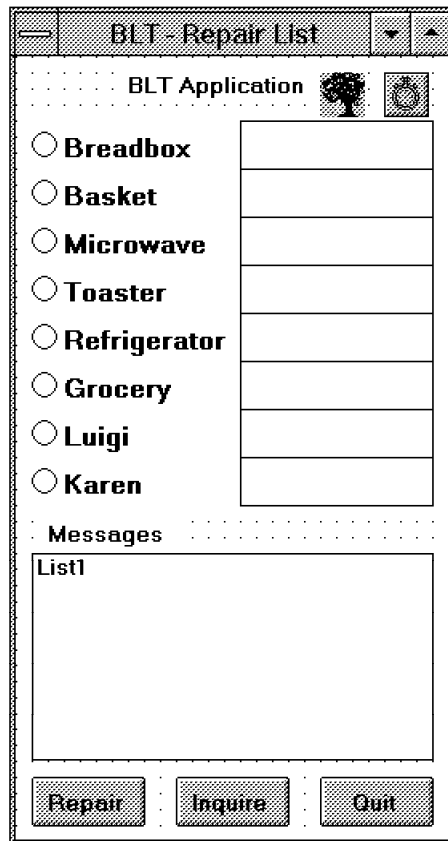 BLT - Repair List
BLT Application
Breadbox
Basket
Microwave
Toaster
Refrigerator
Grocery
Luigi
Karen
Messages
List1
Repair Inquire Quit